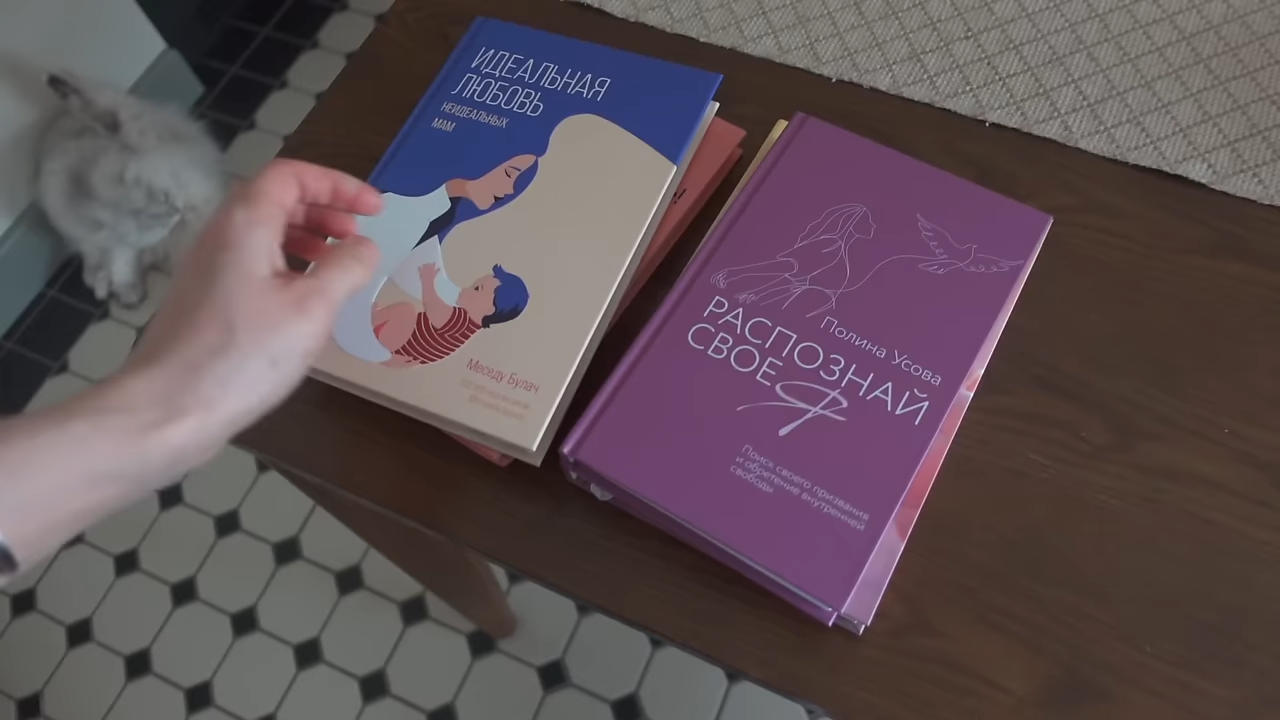 ИДЕАЛЬНАЯ
ЛЮБОВЬ
НЕИДЕАЛЬНЫХ
МАМ
Меседу Булач
Полина Усова
РАСПОЗНАЙ
СВОЕ Я
Поиск своего призвания
и обретение внутренней
свободы